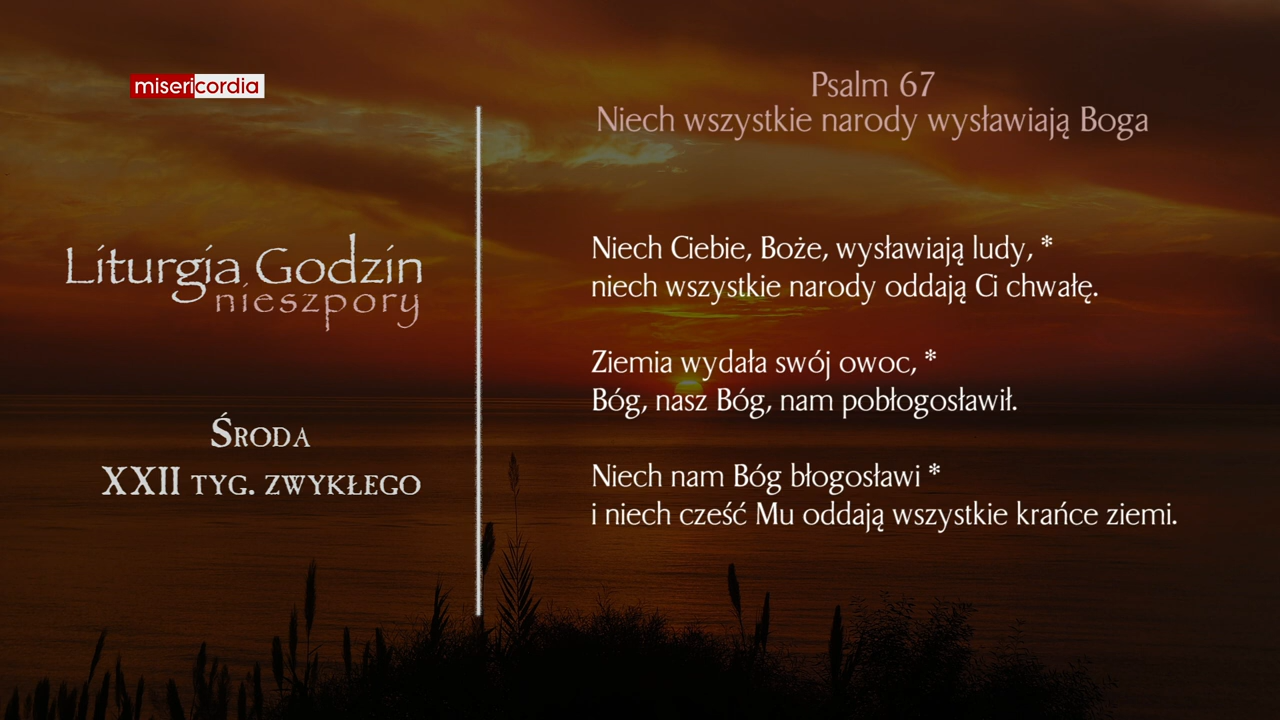 misericordia
Liturgia Godzin
nieszpory
Środa
XXII tyg. zwykłego
Psalm 67
Niech wszystkie narody wysławiają Boga
Niech Ciebie, Boże, wysławiają ludy, *
niech wszystkie narody oddają Ci chwałę.
Ziemia wydała swój owoc, *
Bóg, nasz Bóg, nam pobłogosławił.
Niech nam Bóg błogosławi *
i niech cześć Mu oddają wszystkie krańce ziemi.